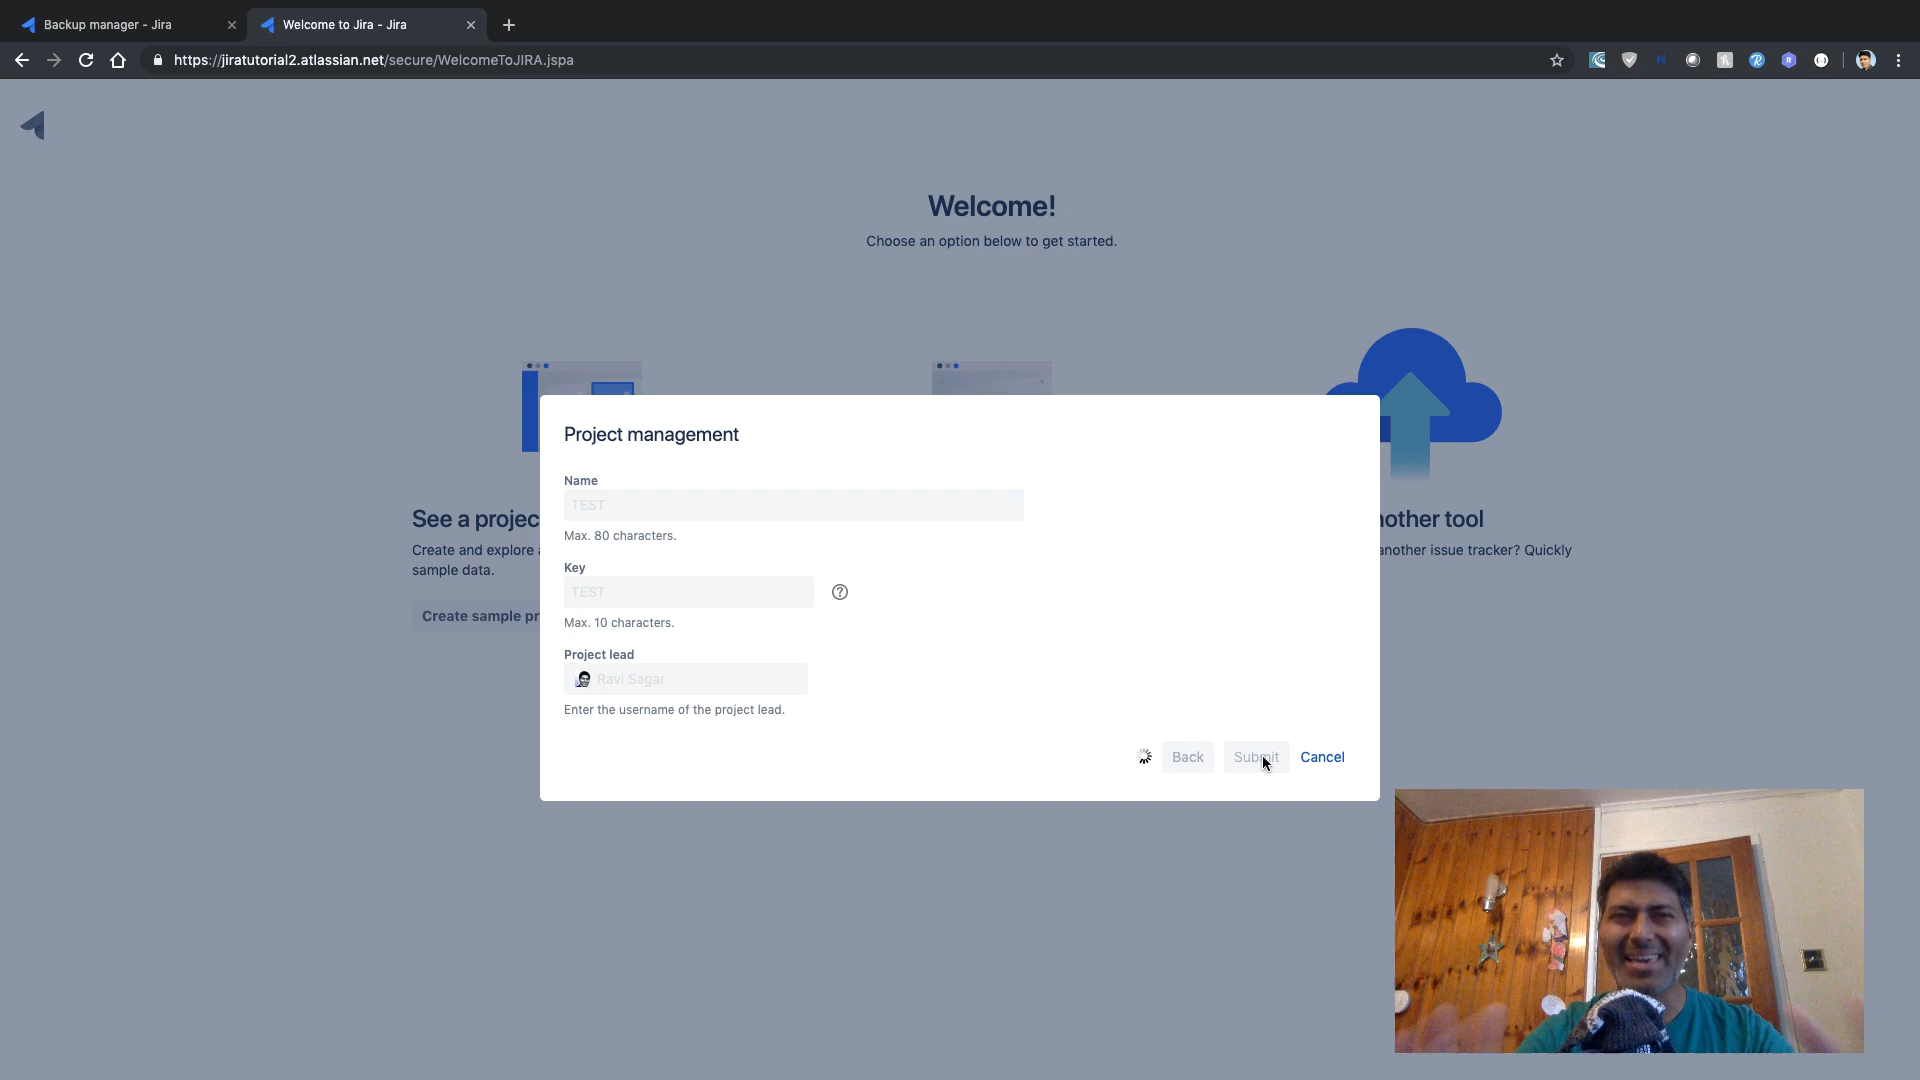 Backup manager - Jira
Welcome to Jira - Jira
https://jiratutorial2.atlassian.net/secure/WelcomeToJIRA.jspa
Welcome!
Choose an option below to get started.
Project management
Name
TEST
Max. 80 characters.
Key
TEST
Max. 10 characters.
Project lead
Ravi Sagar
Enter the username of the project lead.
Back Submit Cancel
See a projec
Create and explore
sample data.
Create sample pr
nother tool
another issue tracker? Quickly